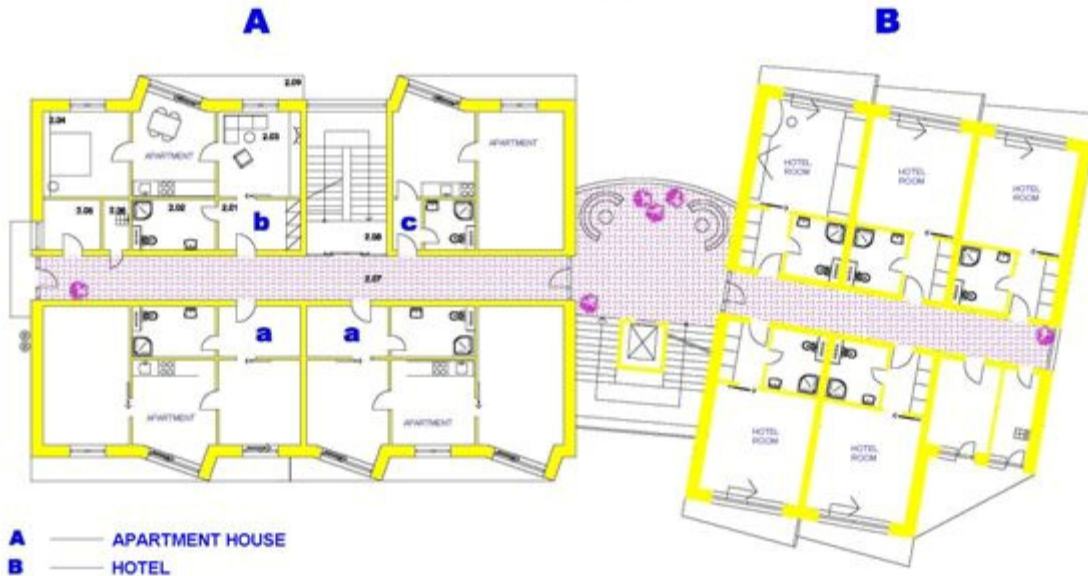 A
B
2.09
2.04
2.03
APARTMENT
APARTMENT
HOTEL
ROOM
HOTEL
ROOM
HOTEL
ROOM
2.05
2.06
2.02
2.01
b
c
2.08
2.07
a
a
APARTMENT
APARTMENT
HOTEL
ROOM
HOTEL
ROOM
A APARTMENT HOUSE
B HOTEL